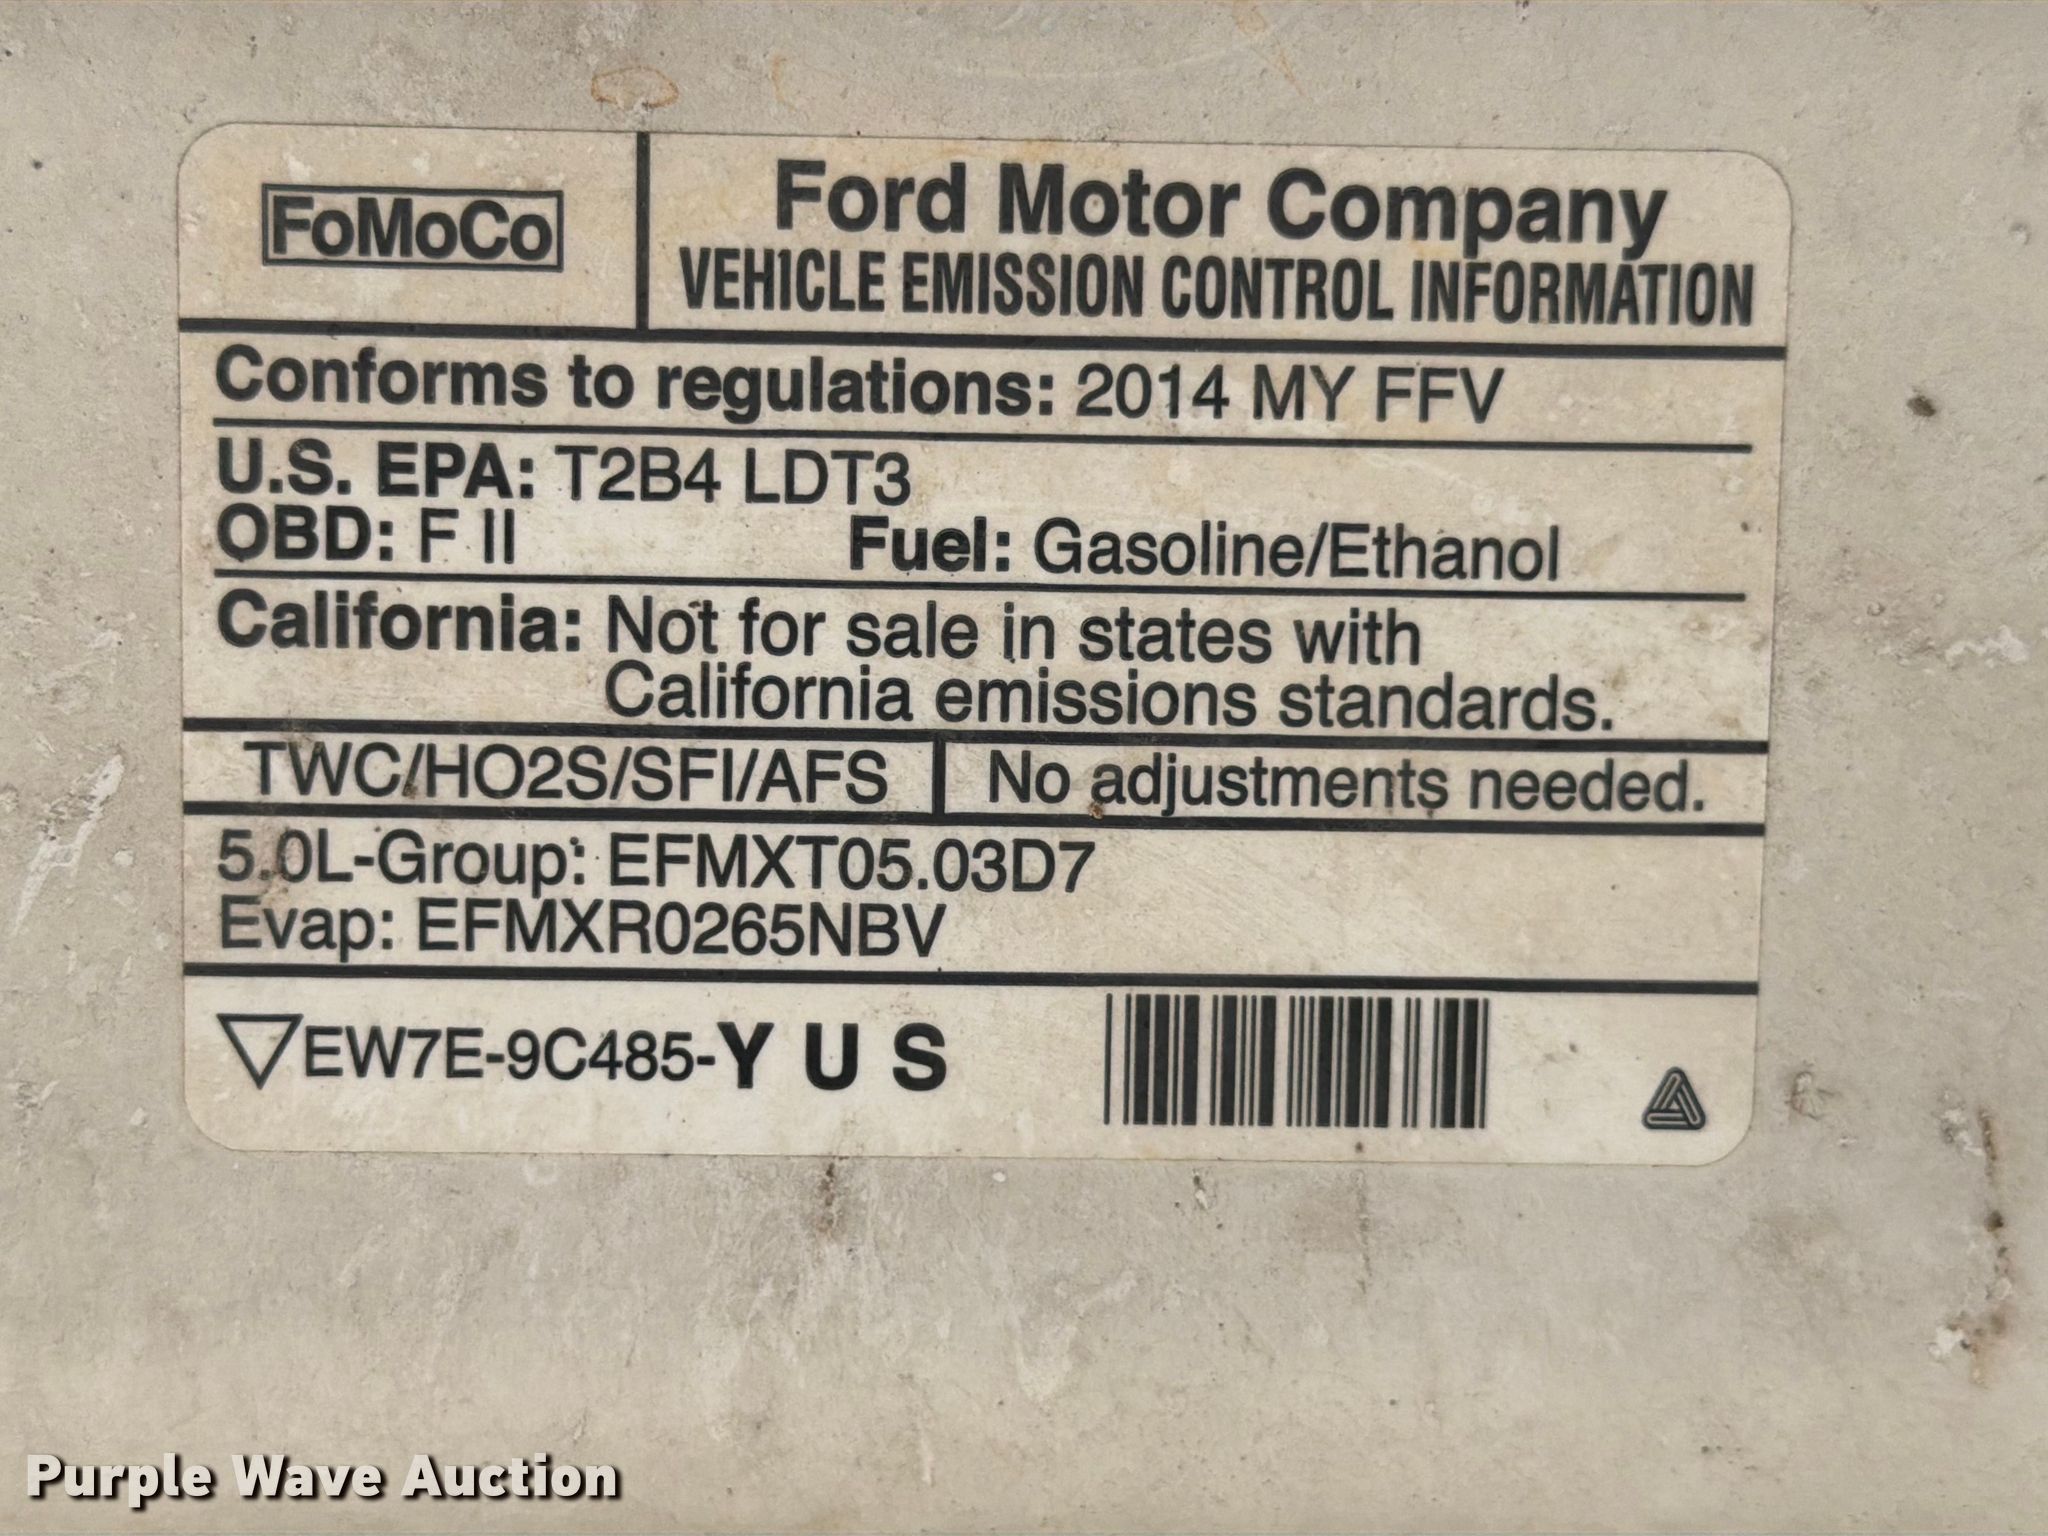 FoMoCo
Ford Motor Company
VEHICLE EMISSION CONTROL INFORMATION
Conforms to regulations: 2014 MY FFV
U.S. EPA: T2B4 LDT3
OBD: F II Fuel: Gasoline/Ethanol
California: Not for sale in states with
California emissions standards.
TWC/HO2S/SFI/AFS No adjustments needed.
5.0L-Group: EFMXT05.03D7
Evap: EFMXR0265NBV
EW7E-9C485-Y U S
Purple Wave Auction